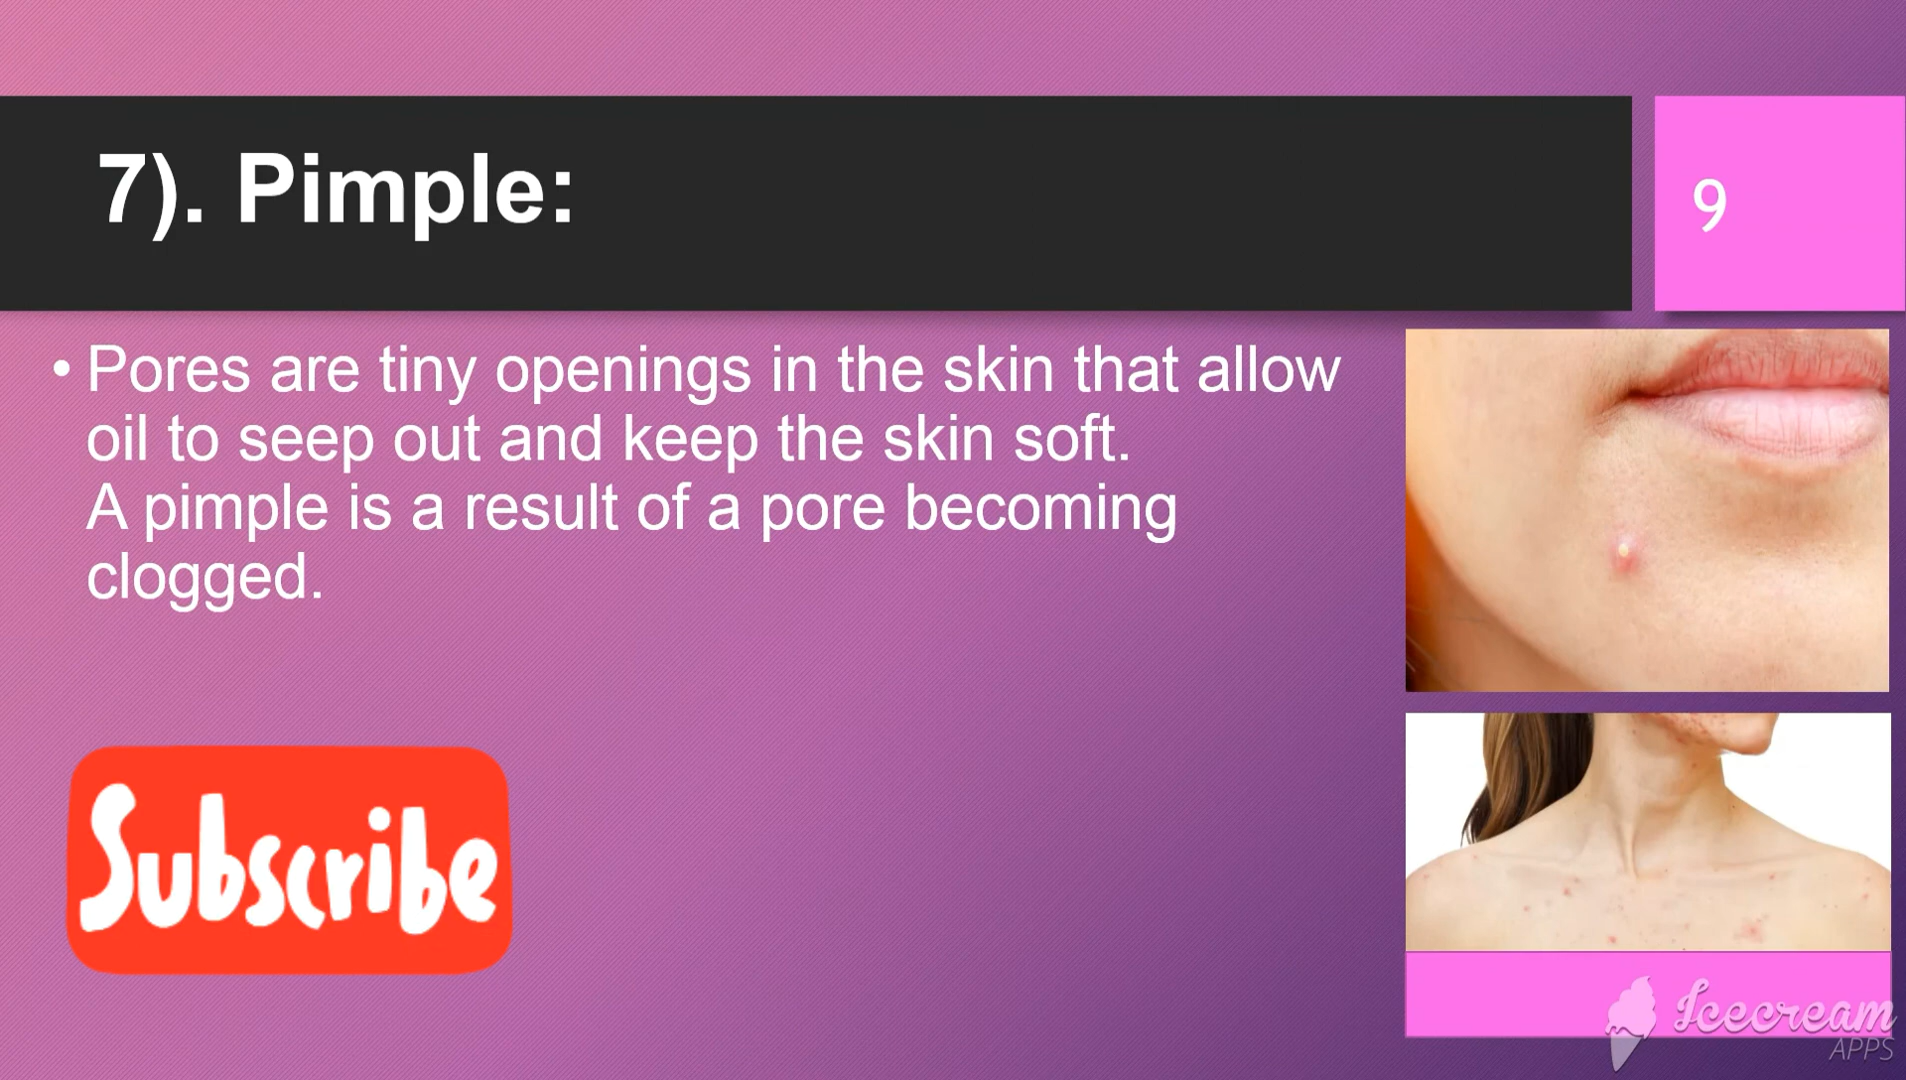 7). Pimple:
9
• Pores are tiny openings in the skin that allow
oil to seep out and keep the skin soft.
A pimple is a result of a pore becoming
clogged.
Subscribe
Icecream
APPS